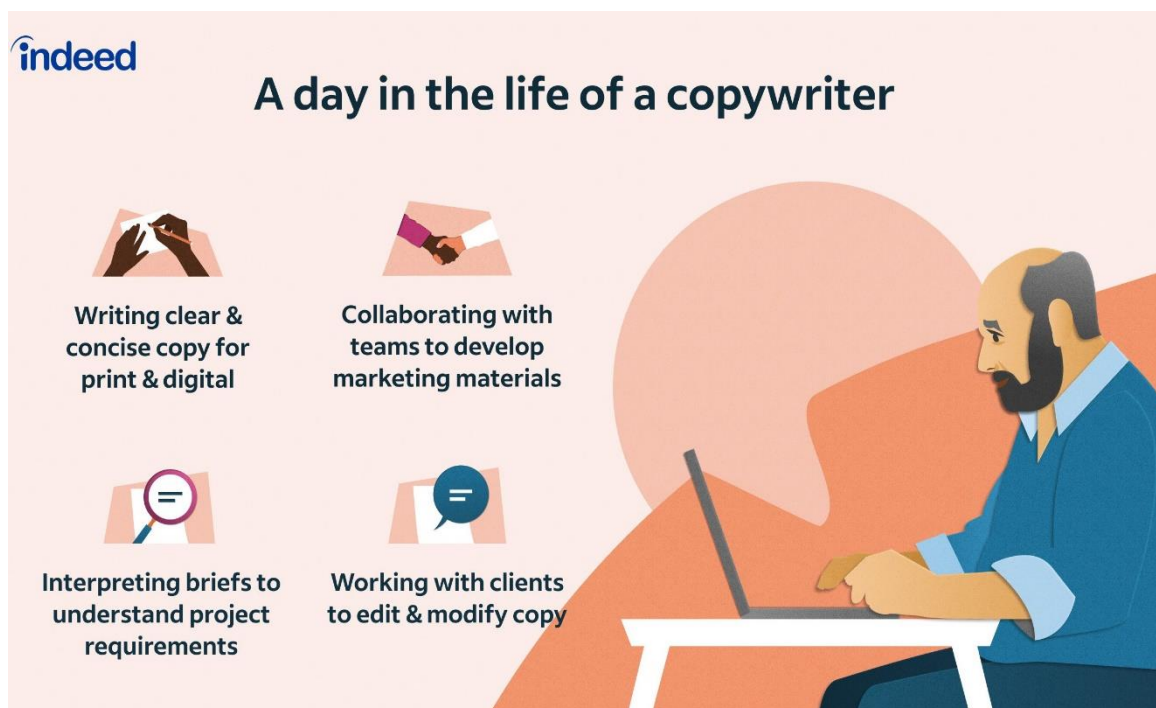 indeed
A day in the life of a copywriter
Writing clear &
concise copy for
print & digital
Collaborating with
teams to develop
marketing materials
Interpreting briefs to
understand project
requirements
Working with clients
to edit & modify copy